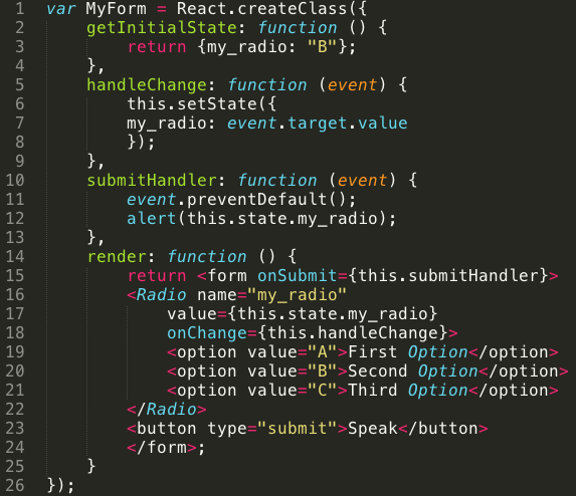 1 var MyForm = React.createClass({
2     getInitialState: function () {
3         return {my_radio: "B"};
4     },
5     handleChange: function (event) {
6         this.setState({
7         my_radio: event.target.value
8         });
9     },
10     submitHandler: function (event) {
11         event.preventDefault();
12         alert(this.state.my_radio);
13     },
14     render: function () {
15         return <form onSubmit={this.submitHandler}>
16         <Radio name="my_radio"
17             value={this.state.my_radio}
18             onChange={this.handleChange}>
19             <option value="A">First Option</option>
20             <option value="B">Second Option</option>
21             <option value="C">Third Option</option>
22         </Radio>
23         <button type="submit">Speak</button>
24         </form>;
25     }
26 });